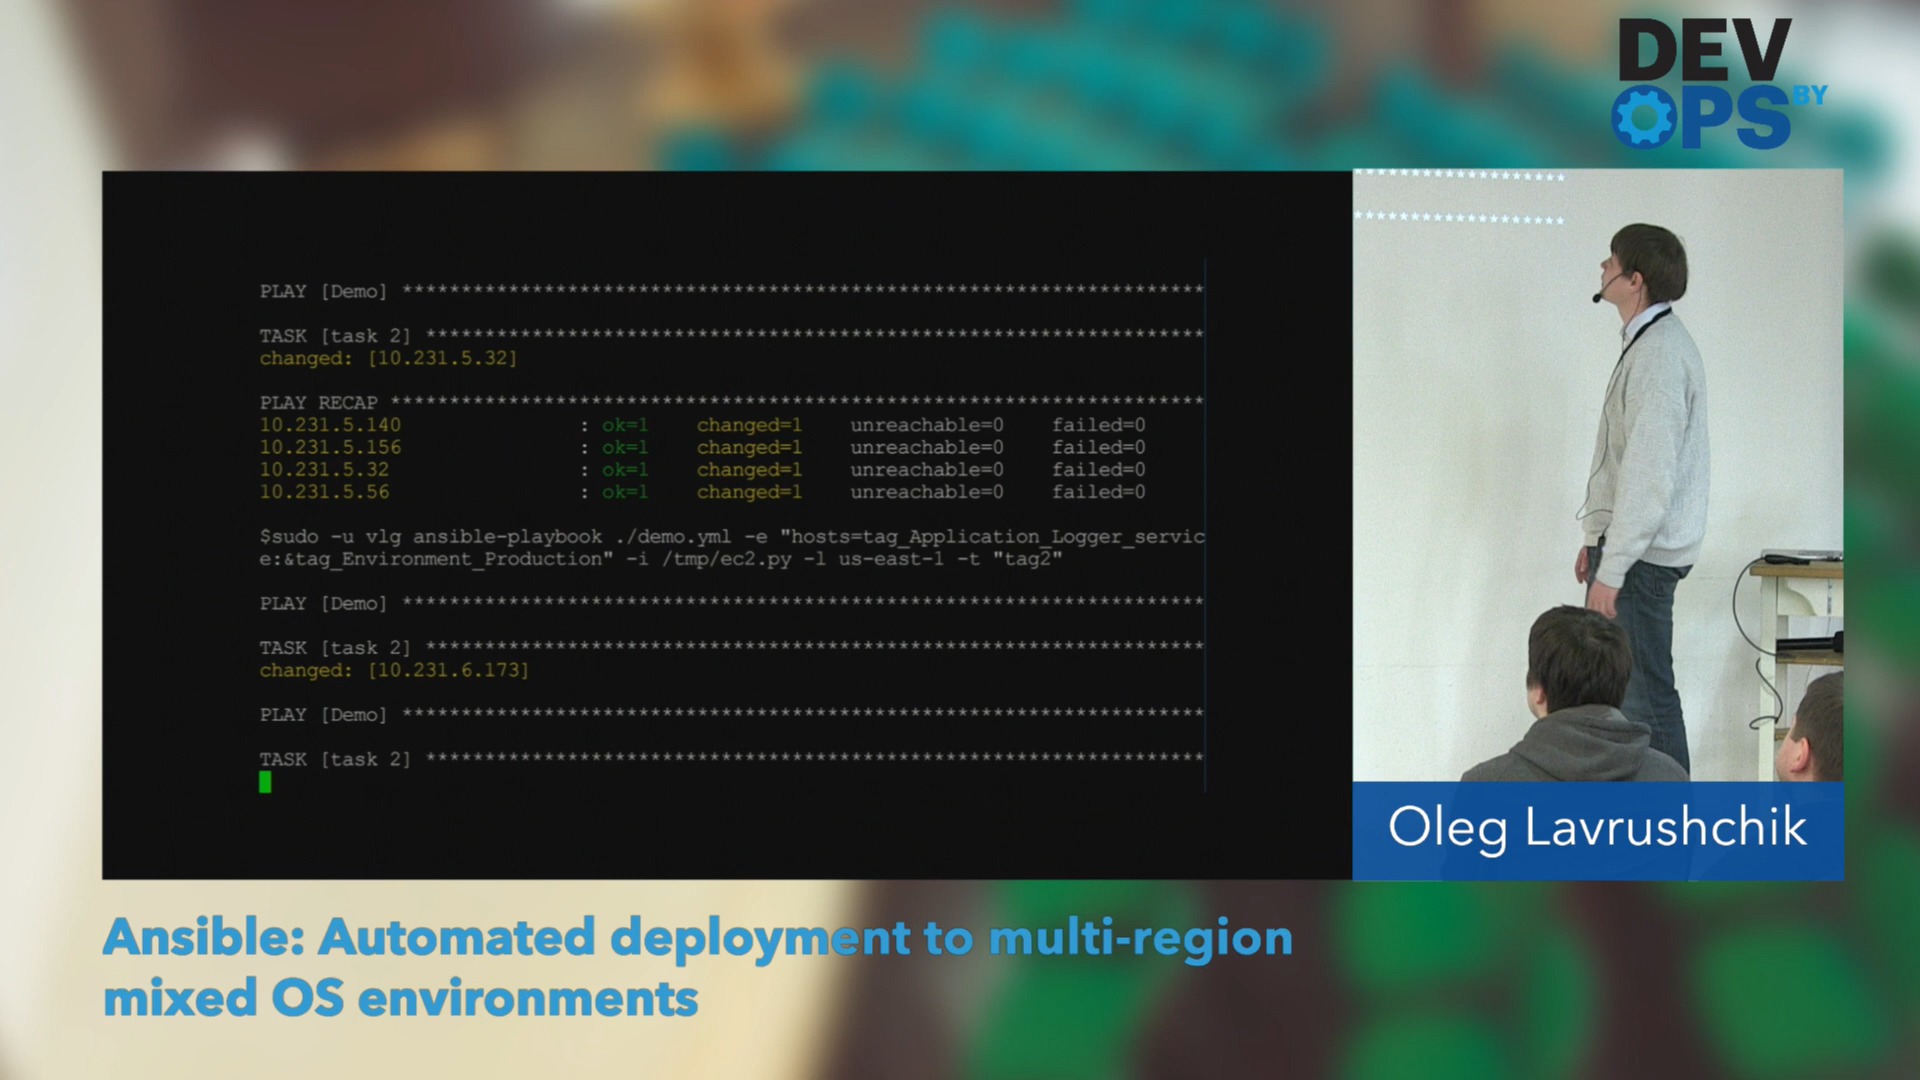 DEV
OPS BY
PLAY [Demo] ********************************************************************
TASK [task 2] ******************************************************************
changed: [10.231.5.32]
PLAY RECAP *********************************************************************
10.231.5.140 : ok=1 changed=1 unreachable=0 failed=0
10.231.5.156 : ok=1 changed=1 unreachable=0 failed=0
10.231.5.32 : ok=1 changed=1 unreachable=0 failed=0
10.231.5.56 : ok=1 changed=1 unreachable=0 failed=0
$sudo -u vlg ansible-playbook ./demo.yml -e "hosts=tag_Application_Logger_servic
e:&tag_Environment_Production" -i /tmp/ec2.py -l us-east-1 -t "tag2"
PLAY [Demo] ********************************************************************
TASK [task 2] ******************************************************************
changed: [10.231.6.173]
PLAY [Demo] ********************************************************************
TASK [task 2] ******************************************************************
Oleg Lavrushchik
Ansible: Automated deployment to multi-region
mixed OS environments